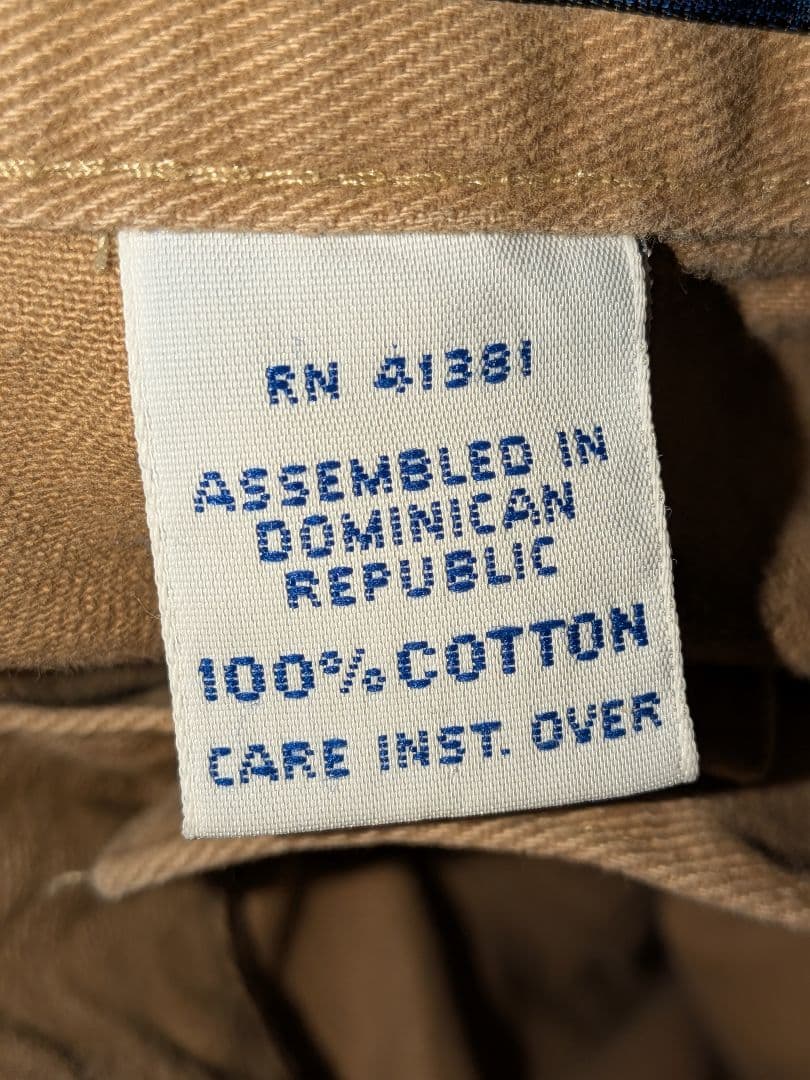 RN 41381
ASSEMBLED IN
DOMINICAN
REPUBLIC
100% COTTON
CARE INST. OVER